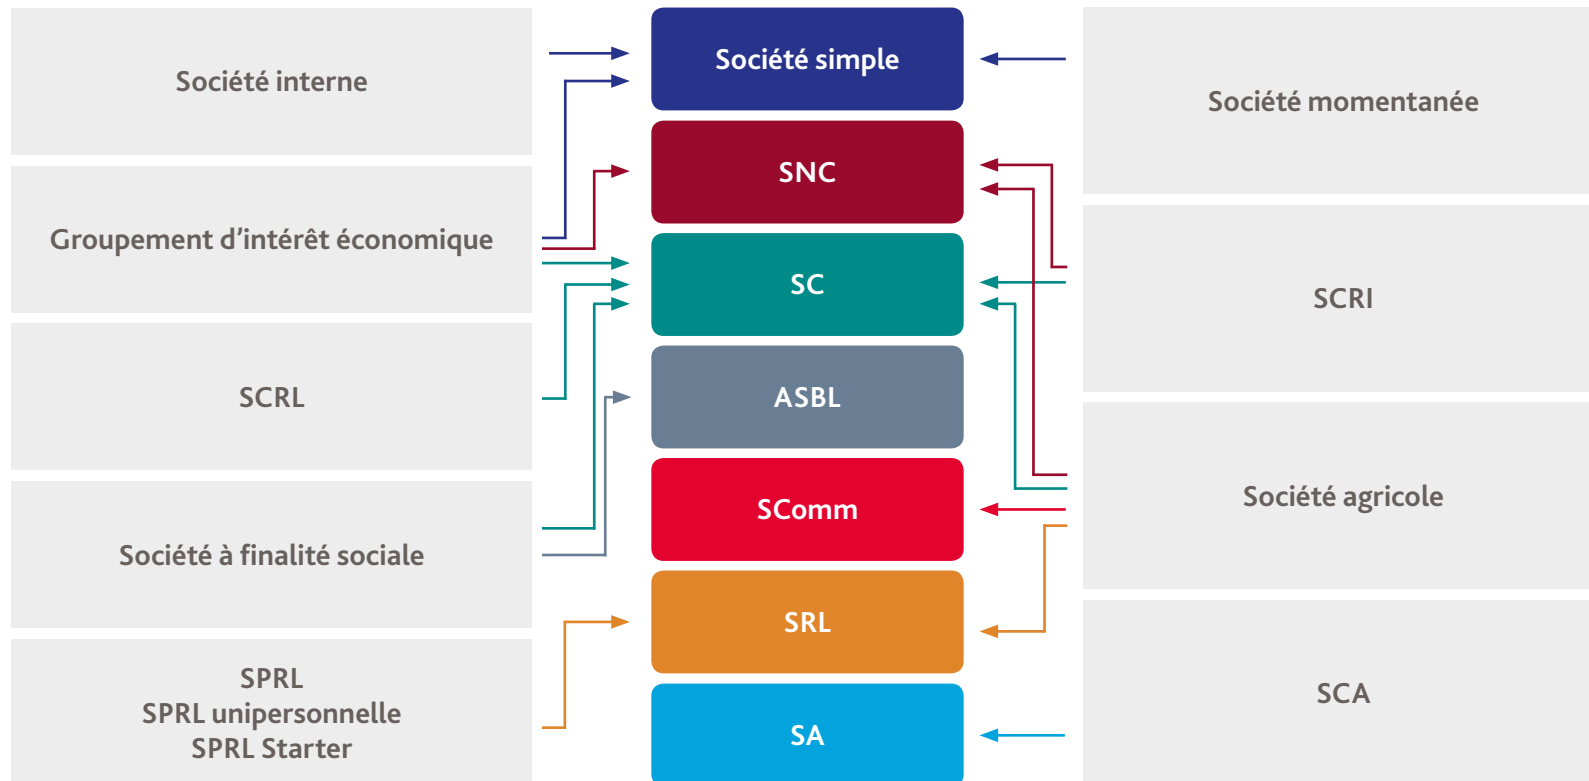 Société interne
Groupement d’intérêt économique
SCRL
Société à finalité sociale
SPRL
SPRL unipersonnelle
SPRL Starter
Société simple
SNC
SC
ASBL
SComm
SRL
SA
Société momentanée
SCRI
Société agricole
SCA